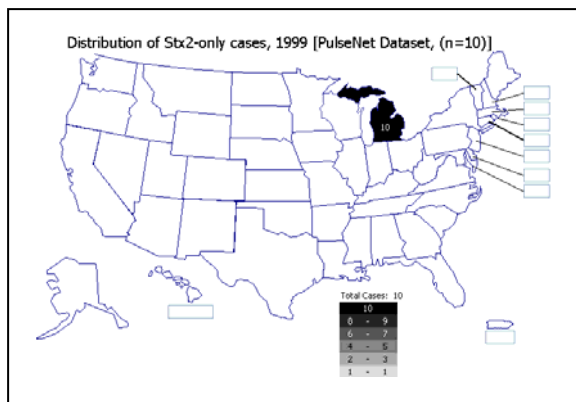 Distribution of Stx2-only cases, 1999 [PulseNet Dataset, (n=10)]
10
Total Cases: 10
10
8 - 9
6 - 7
4 - 5
2 - 3
1 - 1